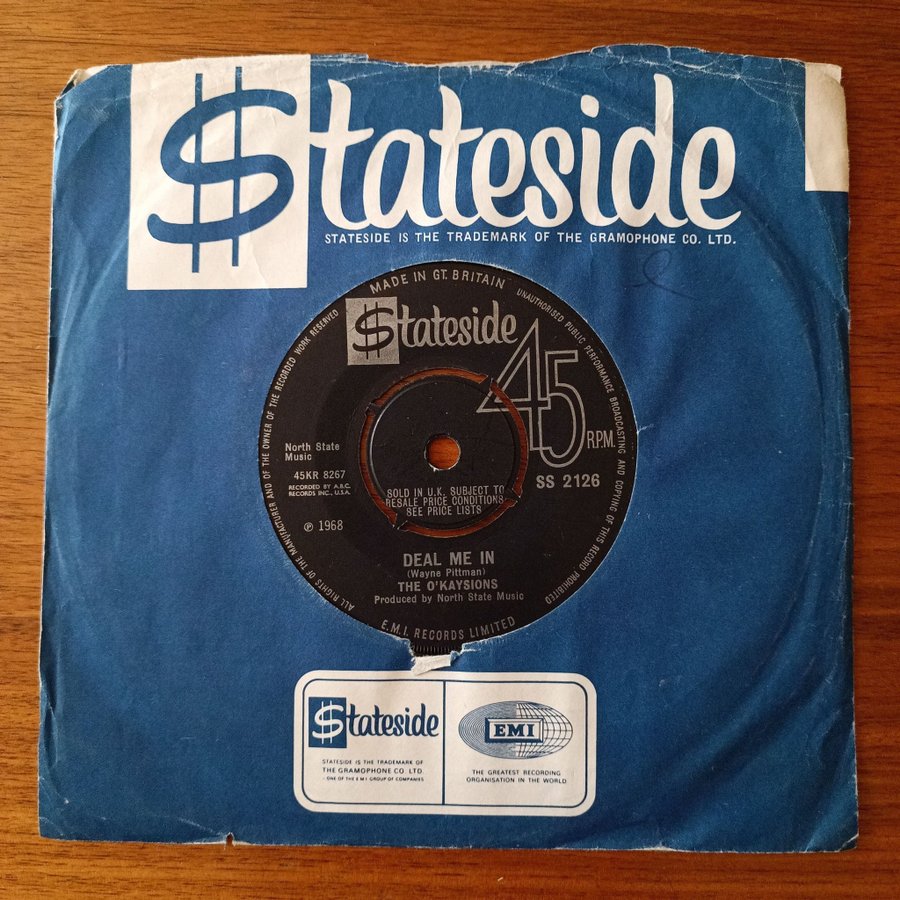 $tateside
STATESIDE IS THE TRADEMARK OF THE GRAMOPHONE CO. LTD.
MADE IN GT. BRITAIN
UNAUTHORISED PUBLIC PERFORMANCE BROADCASTING AND COPYING OF THIS RECORD PROHIBITED
ALL RIGHTS OF THE MANUFACTURER AND OF THE OWNER OF THE RECORDED WORK RESERVED
$tateside
45
R.P.M.
North State
Music
45KR 8267
RECORDED BY A.B.C.
RECORDS INC., U.S.A.
SS 2126
SOLD IN U.K. SUBJECT TO
RESALE PRICE CONDITIONS,
SEE PRICE LISTS
℗ 1968
DEAL ME IN
(Wayne Pittman)
THE O'KAYSIONS
Produced by North State Music
E.M.I. RECORDS LIMITED
$tateside
STATESIDE IS THE TRADEMARK OF
THE GRAMOPHONE CO LTD.
ONE OF THE E M I GROUP OF COMPANIES
EMI
THE GREATEST RECORDING
ORGANISATION IN THE WORLD